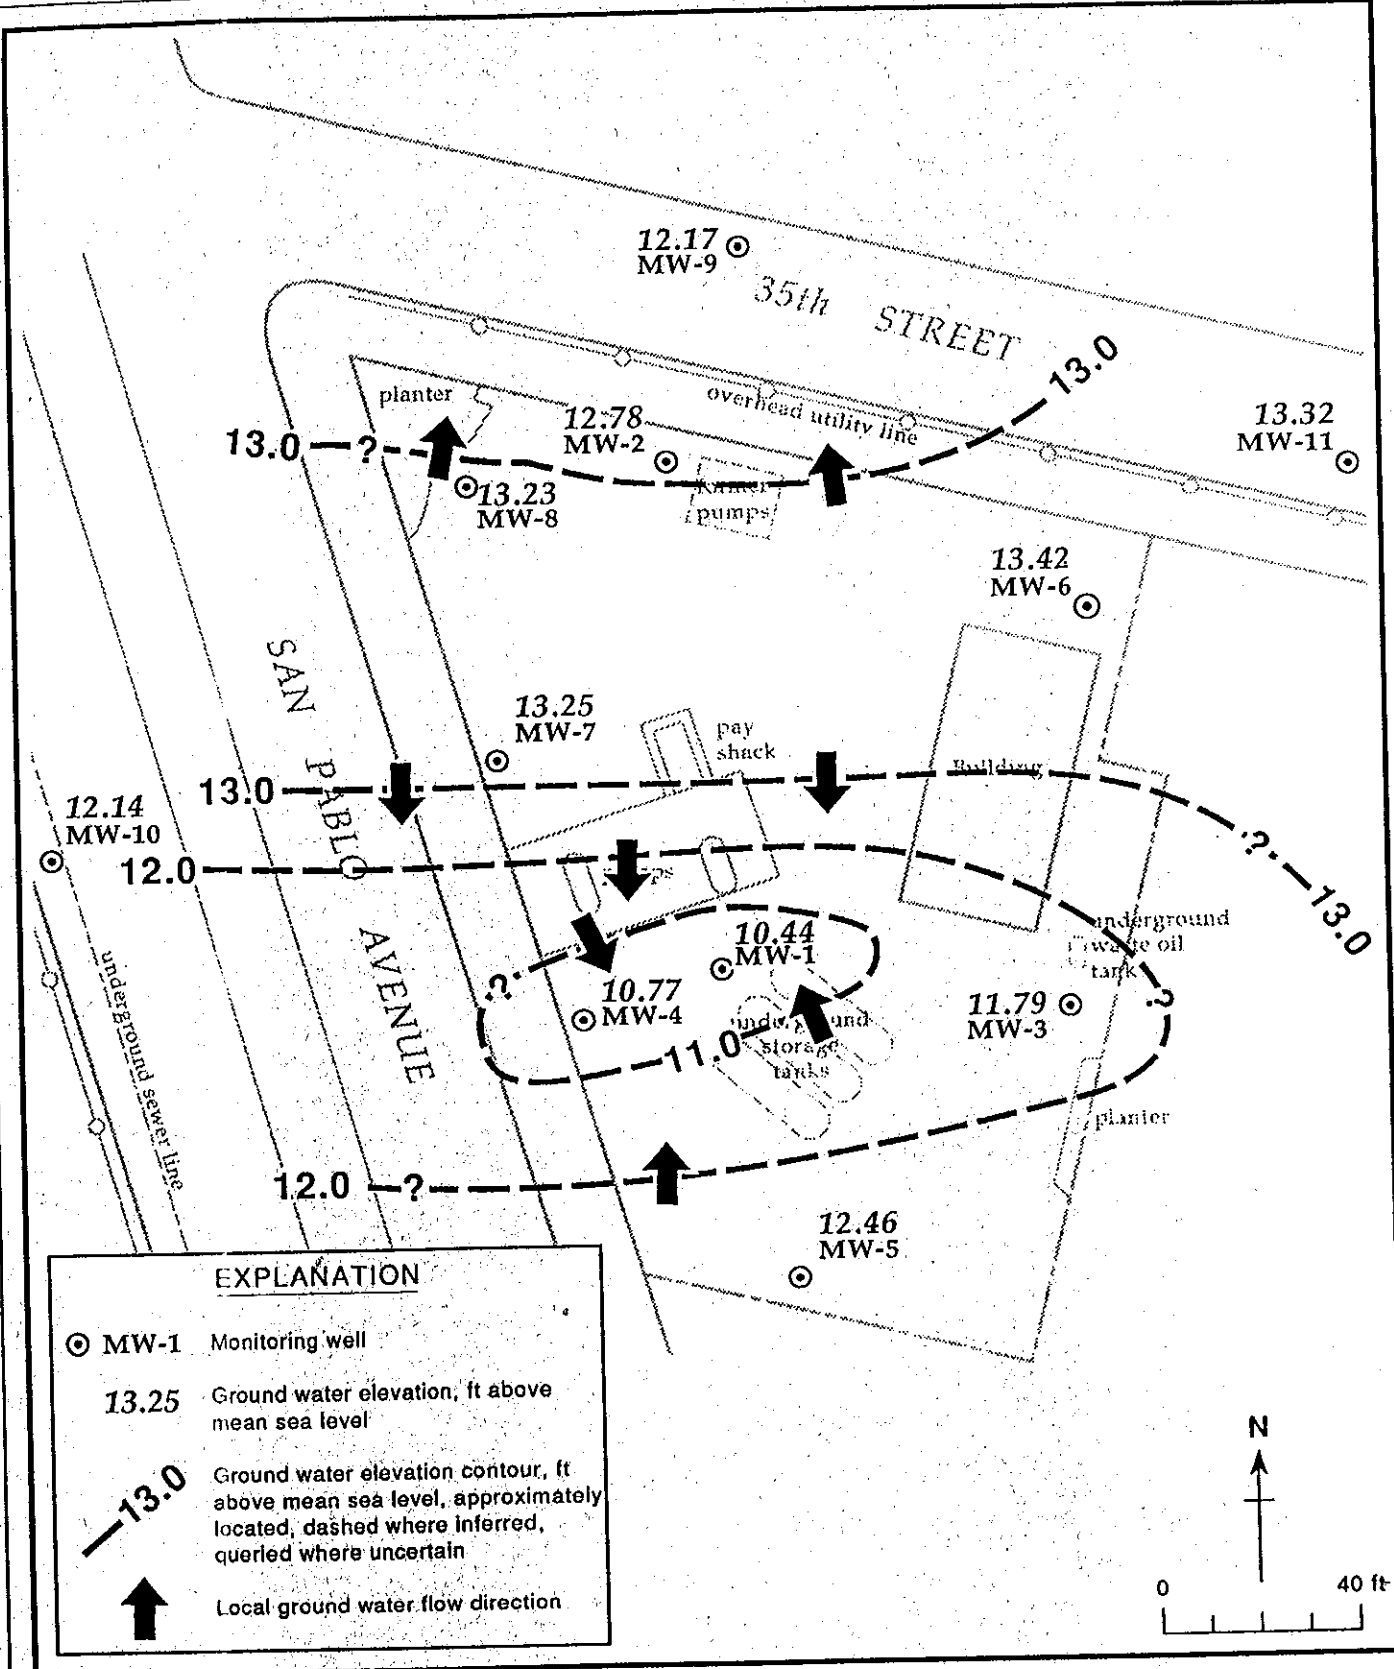 12.17
MW-9
35th STREET
13.0
planter
12.78
MW-2
overhead utility line
13.32
MW-11
13.0
?
13.23
MW-8
former
pumps
13.42
MW-6
SAN PABLO AVENUE
13.25
MW-7
pay
shack
Building
13.0
12.14
MW-10
12.0
?
13.0
underground
waste oil
tank
10.44
MW-1
?
10.77
MW-4
11.79
MW-3
?
underground
storage
tanks
11.0
underground sewer line
planter
12.0
?
12.46
MW-5
EXPLANATION
MW-1 Monitoring well
13.25 Ground water elevation, ft above
mean sea level
13.0 Ground water elevation contour, ft
above mean sea level, approximately
located, dashed where inferred,
queried where uncertain
Local ground water flow direction
N
0 40 ft